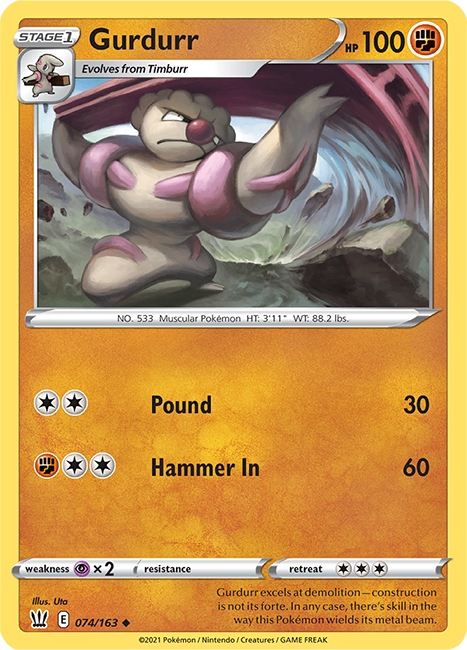 STAGE 1
Gurdurr
HP 100
Evolves from Timburr
NO. 533 Muscular Pokémon HT: 3'11" WT: 88.2 lbs.
Pound 30
Hammer In 60
weakness ×2 resistance retreat
Illus. Uta
Gurdurr excels at demolition—construction
is not its forte. In any case, there's skill in the
way this Pokémon wields its metal beam.
E 074/163
©2021 Pokémon / Nintendo / Creatures / GAME FREAK